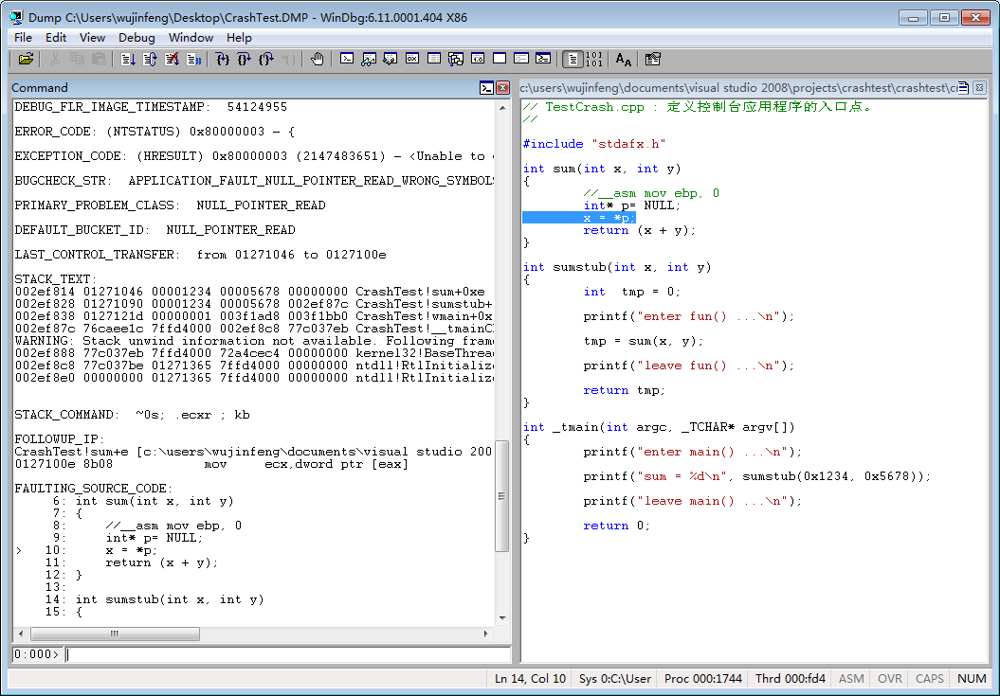 Dump C:\Users\wujinfeng\Desktop\CrashTest.DMP - WinDbg:6.11.0001.404 X86
File Edit View Debug Window Help
Command
DEBUG_FLR_IMAGE_TIMESTAMP:  54124955
ERROR_CODE: (NTSTATUS) 0x80000003 - {
EXCEPTION_CODE: (HRESULT) 0x80000003 (2147483651) - <Unable to
BUGCHECK_STR:  APPLICATION_FAULT_NULL_POINTER_READ_WRONG_SYMBOLS
PRIMARY_PROBLEM_CLASS:  NULL_POINTER_READ
DEFAULT_BUCKET_ID:  NULL_POINTER_READ
LAST_CONTROL_TRANSFER:  from 01271046 to 0127100e
STACK_TEXT:
002ef814 01271046 00001234 00005678 00000000 CrashTest!sum+0xe
002ef828 01271090 00001234 00005678 002ef87c CrashTest!sumstub+
002ef838 0127121d 00000001 003f1ad8 003f1bb0 CrashTest!wmain+0x
002ef87c 76caee1c 7ffd4000 002ef8c8 77c037eb CrashTest!__tmainC
WARNING: Stack unwind information not available. Following fram
002ef888 77c037eb 7ffd4000 72a4cec4 00000000 kernel32!BaseThrea
002ef8c8 77c037be 01271365 7ffd4000 00000000 ntdll!RtlInitialize
002ef8e0 00000000 01271365 7ffd4000 00000000 ntdll!RtlInitialize
STACK_COMMAND:  ~0s; .ecxr ; kb
FOLLOWUP_IP:
CrashTest!sum+e [c:\users\wujinfeng\documents\visual studio 200
0127100e 8b08            mov     ecx,dword ptr [eax]
FAULTING_SOURCE_CODE:
6: int sum(int x, int y)
7: {
8:     //__asm mov ebp, 0
9:     int* p= NULL;
>   10:     x = *p;
11:     return (x + y);
12: }
13:
14: int sumstub(int x, int y)
15: {
0:000>
c:\users\wujinfeng\documents\visual studio 2008\projects\crashtest\crashtest\c
// TestCrash.cpp : 定义控制台应用程序的入口点。
//
#include "stdafx.h"
int sum(int x, int y)
{
//__asm mov ebp, 0
int* p= NULL;
x = *p;
return (x + y);
}
int sumstub(int x, int y)
{
int  tmp = 0;
printf("enter fun() ...\n");
tmp = sum(x, y);
printf("leave fun() ...\n");
return tmp;
}
int _tmain(int argc, _TCHAR* argv[])
{
printf("enter main() ...\n");
printf("sum = %d\n", sumstub(0x1234, 0x5678));
printf("leave main() ...\n");
return 0;
}
Ln 14, Col 10 Sys 0:C:\User Proc 000:1744 Thrd 000:fd4 ASM OVR CAPS NUM